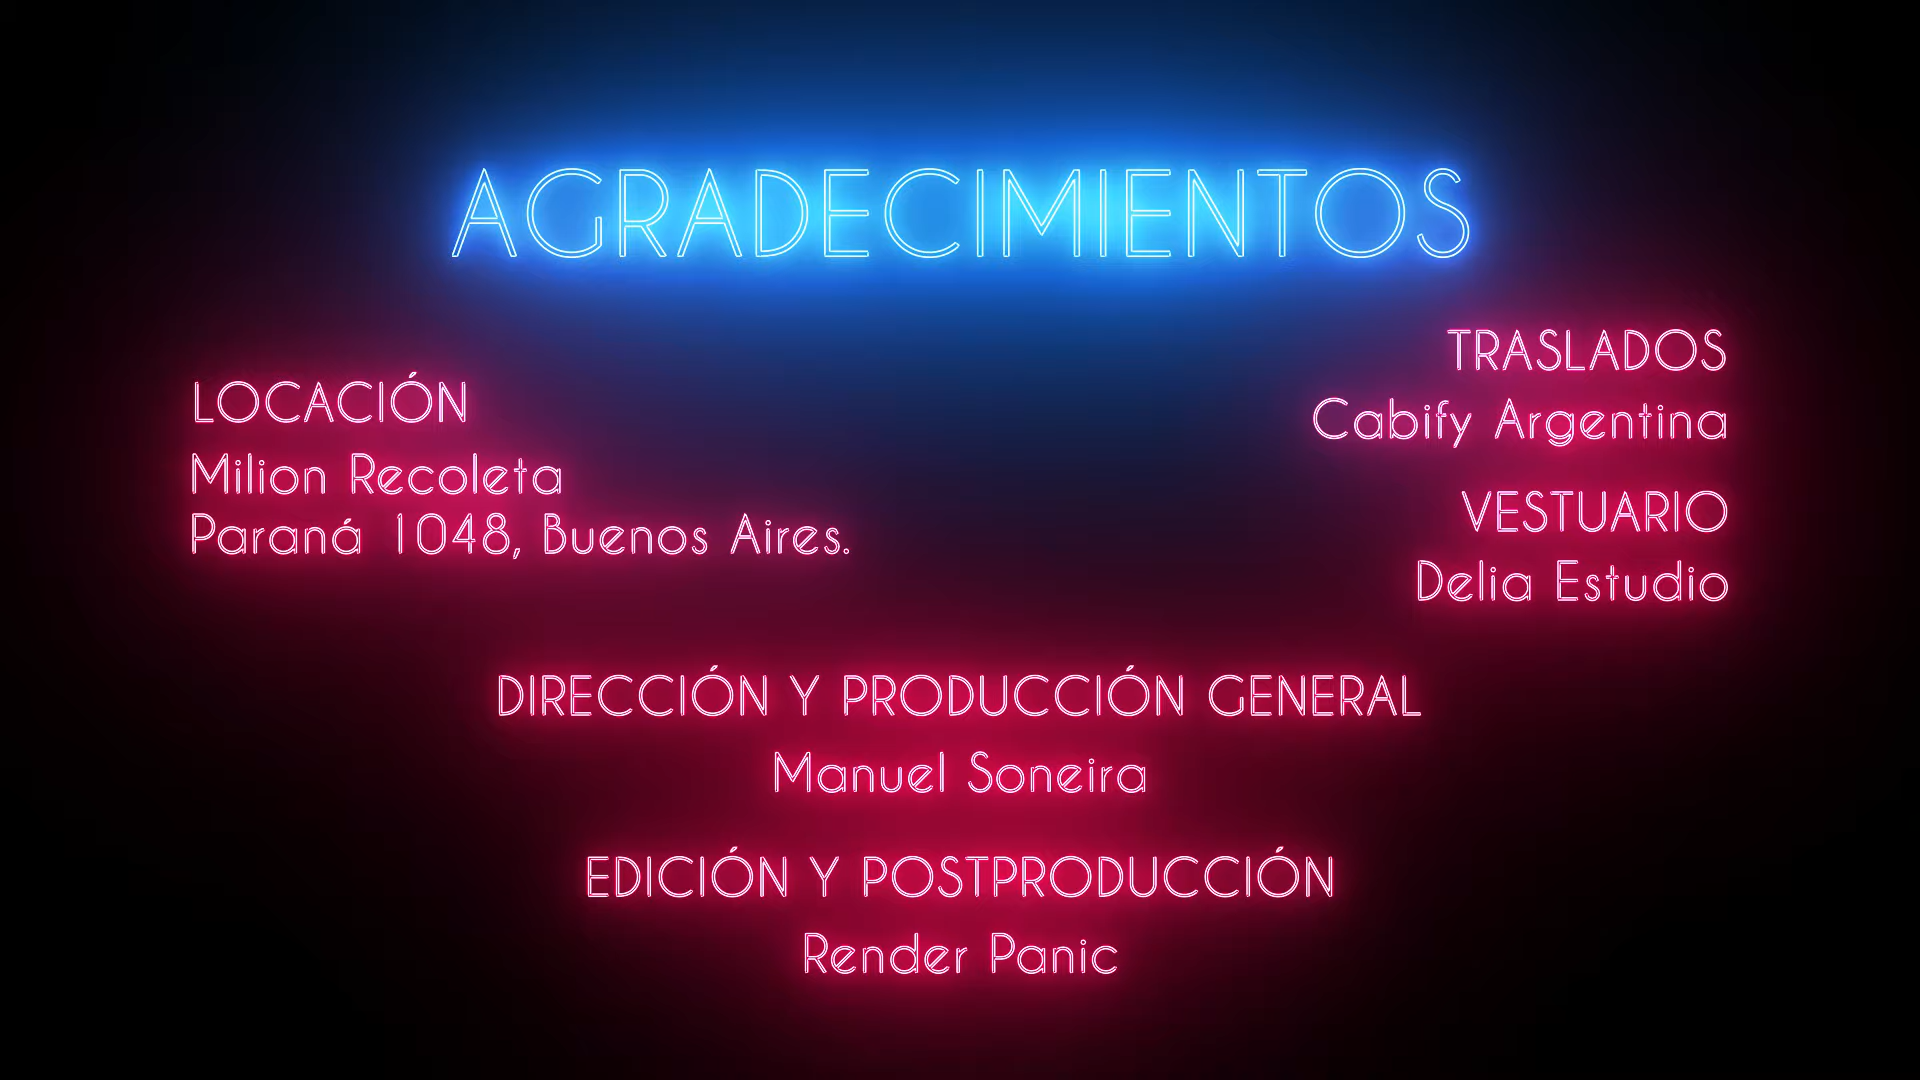 AGRADECIMIENTOS
LOCACIÓN
Milion Recoleta
Paraná 1048, Buenos Aires.
TRASLADOS
Cabify Argentina
VESTUARIO
Delia Estudio
DIRECCIÓN Y PRODUCCIÓN GENERAL
Manuel Soneira
EDICIÓN Y POSTPRODUCCIÓN
Render Panic